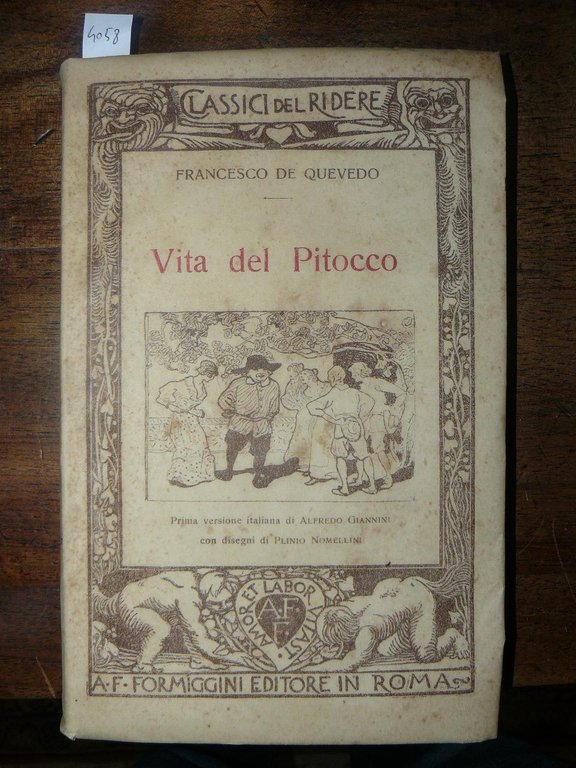 4058
CLASSICI DEL RIDERE
FRANCESCO DE QUEVEDO
Vita del Pitocco
Prima versione italiana di ALFREDO GIANNINI
con disegni di PLINIO NOMELLINI
AMOR ET LABOR VITAST
A.F.
F.
A.F. FORMIGGINI EDITORE IN ROMA